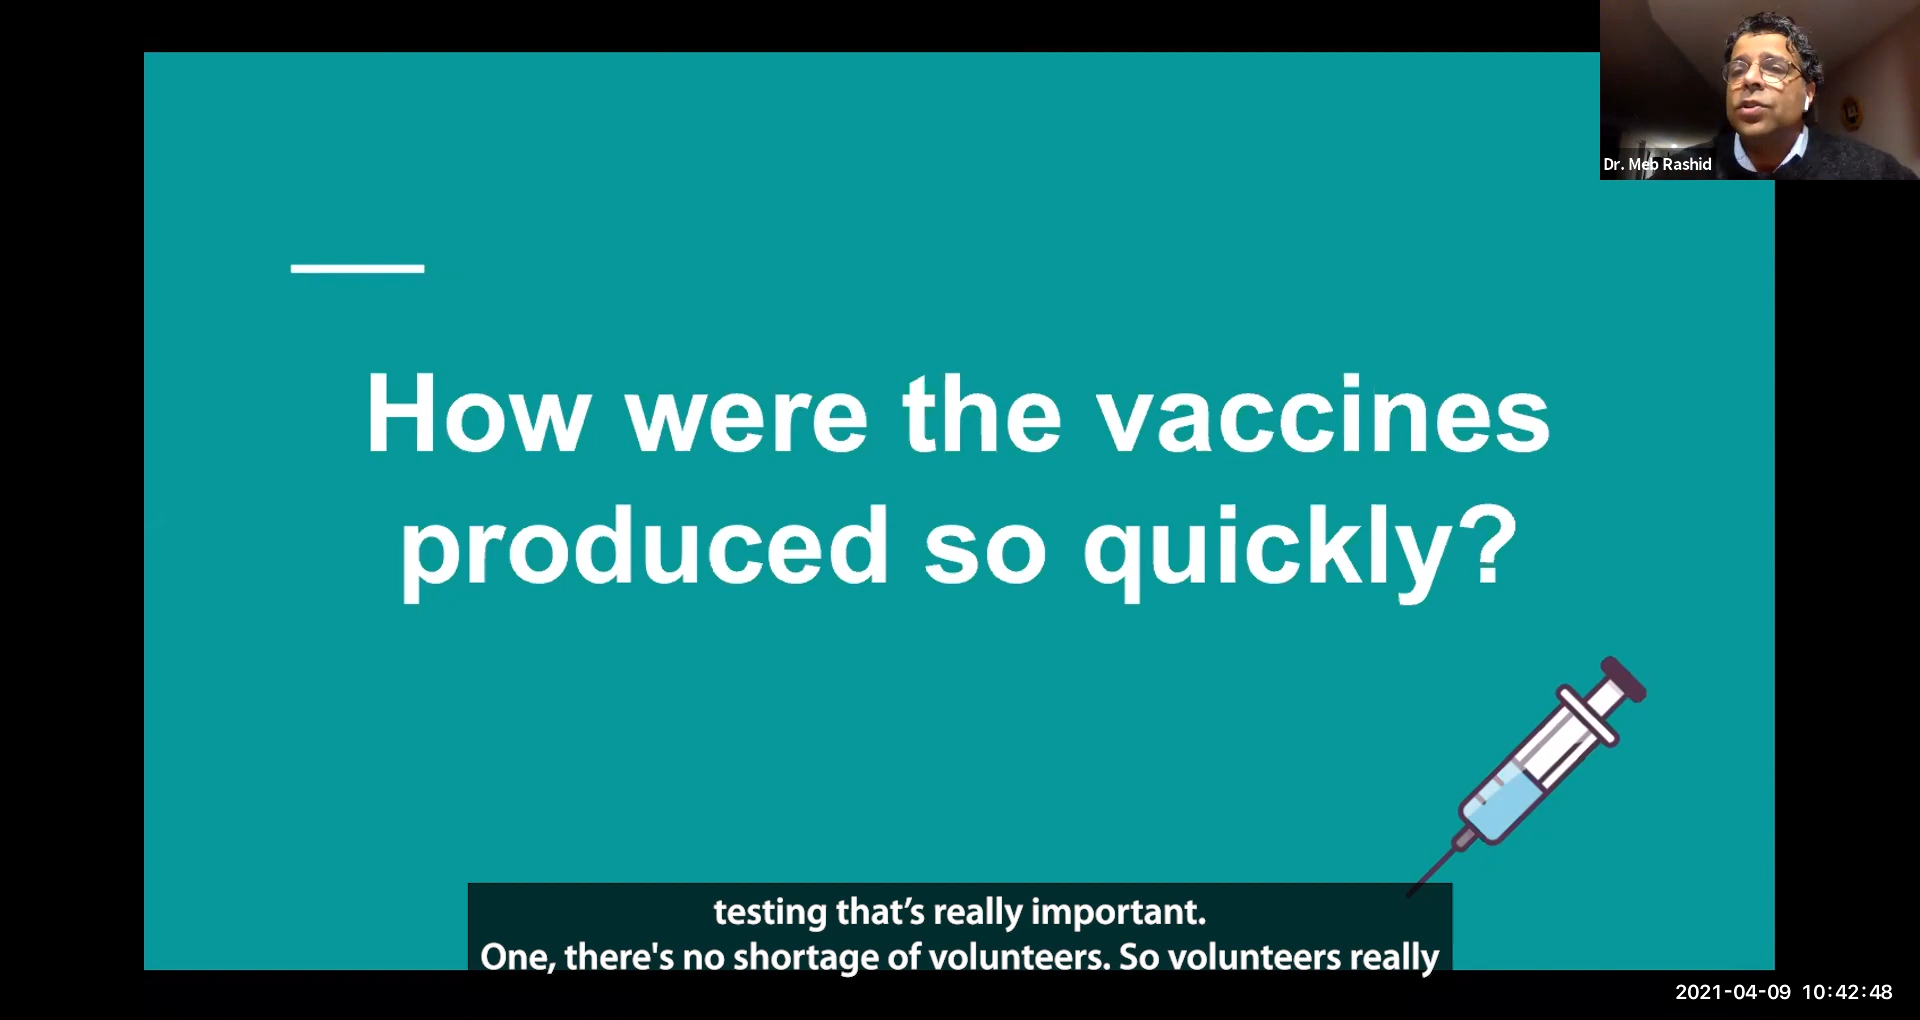 Dr. Meb Rashid
How were the vaccines
produced so quickly?
testing that’s really important.
One, there's no shortage of volunteers. So volunteers really
2021-04-09 10:42:48